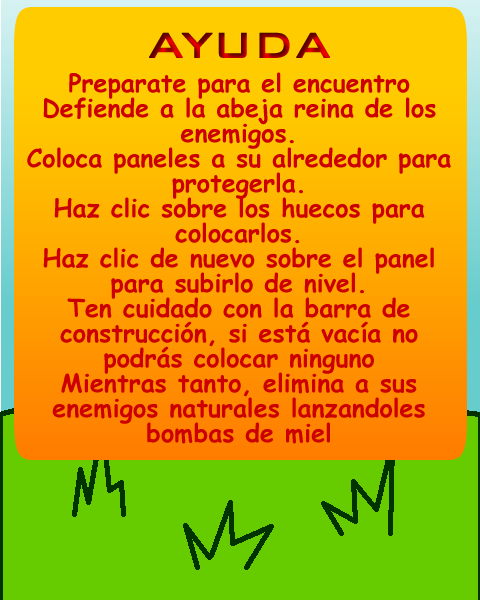 AYUDA
Preparate para el encuentro
Defiende a la abeja reina de los
enemigos.
Coloca paneles a su alrededor para
protegerla.
Haz clic sobre los huecos para
colocarlos.
Haz clic de nuevo sobre el panel
para subirlo de nivel.
Ten cuidado con la barra de
construcción, si está vacía no
podrás colocar ninguno
Mientras tanto, elimina a sus
enemigos naturales lanzandoles
bombas de miel